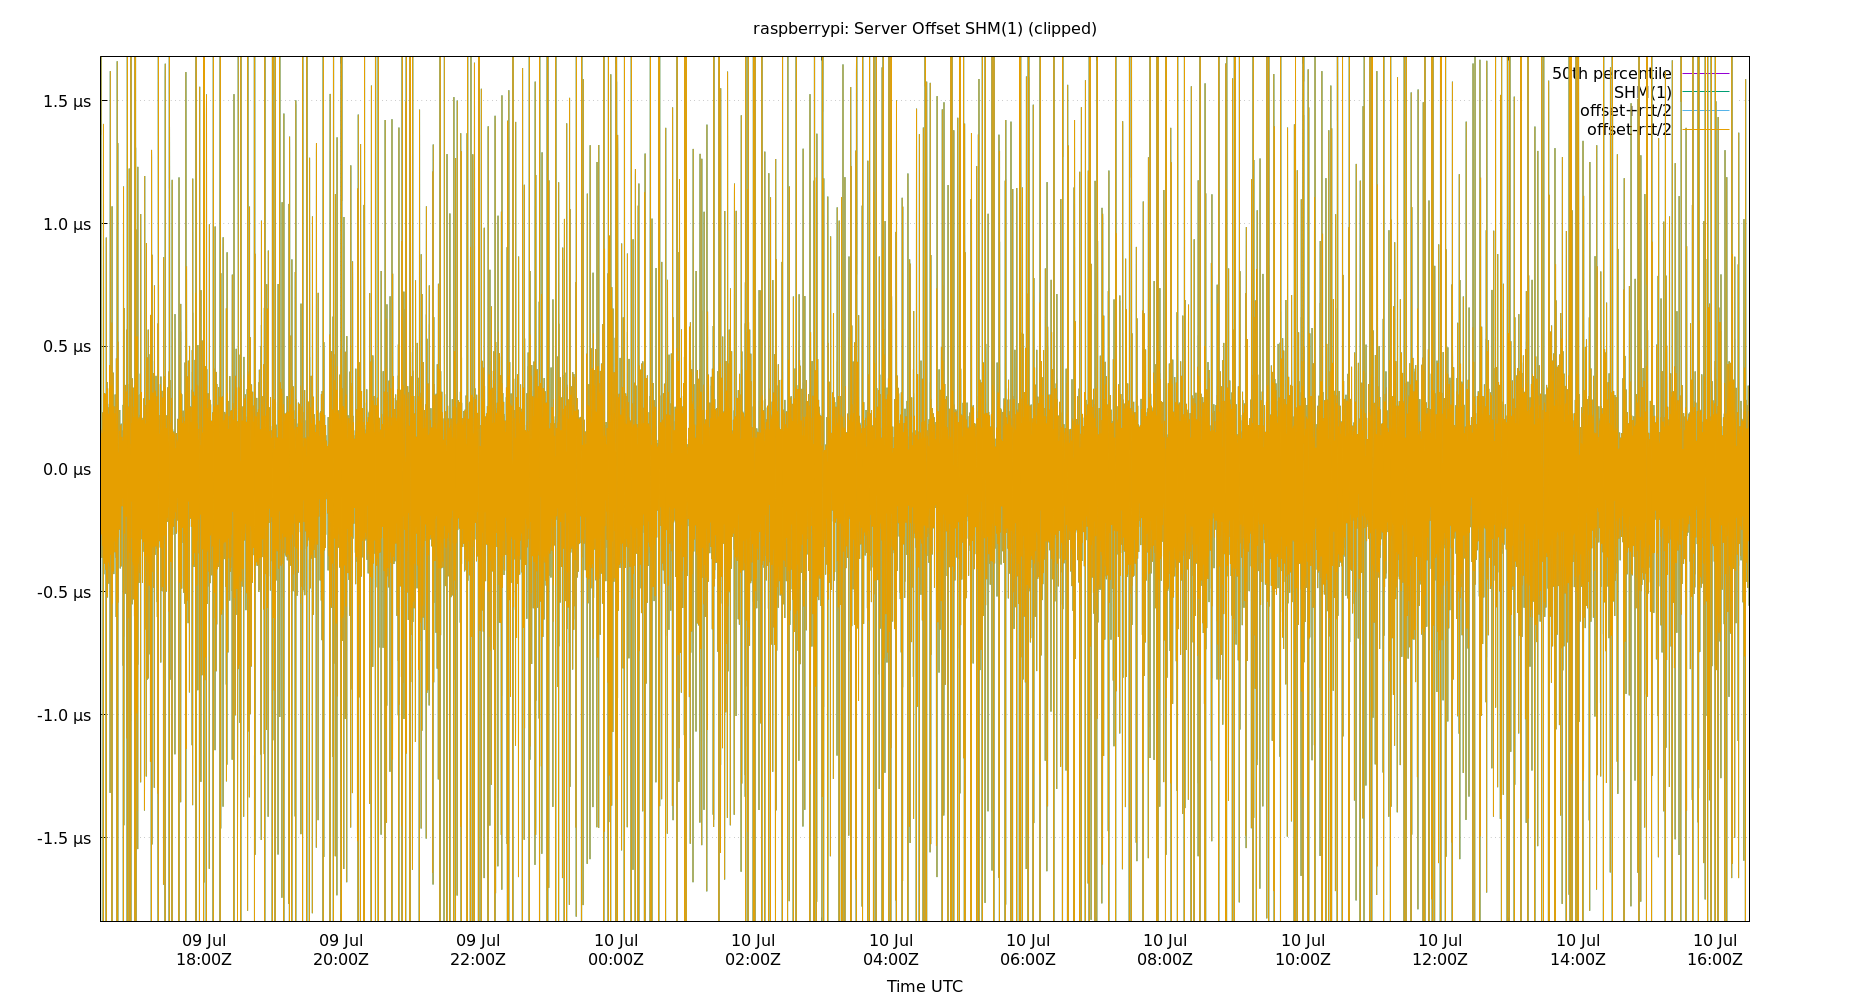 raspberrypi: Server Offset SHM(1) (clipped)
50th percentile
SHM(1)
offset+rtt/2
offset-rtt/2
1.5 µs
1.0 µs
0.5 µs
0.0 µs
-0.5 µs
-1.0 µs
-1.5 µs
09 Jul 09 Jul 09 Jul 10 Jul 10 Jul 10 Jul 10 Jul 10 Jul 10 Jul 10 Jul 10 Jul 10 Jul
18:00Z 20:00Z 22:00Z 00:00Z 02:00Z 04:00Z 06:00Z 08:00Z 10:00Z 12:00Z 14:00Z 16:00Z
Time UTC